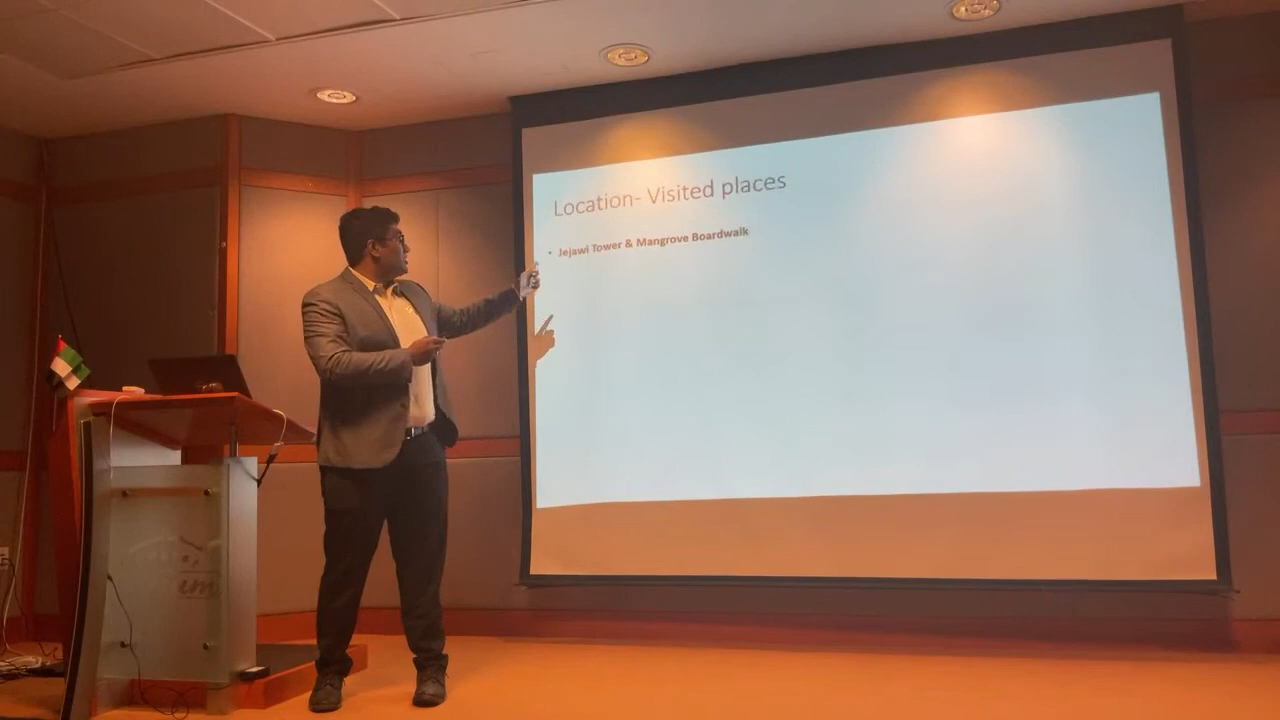 Location- Visited places
• Jejawi Tower & Mangrove Boardwalk